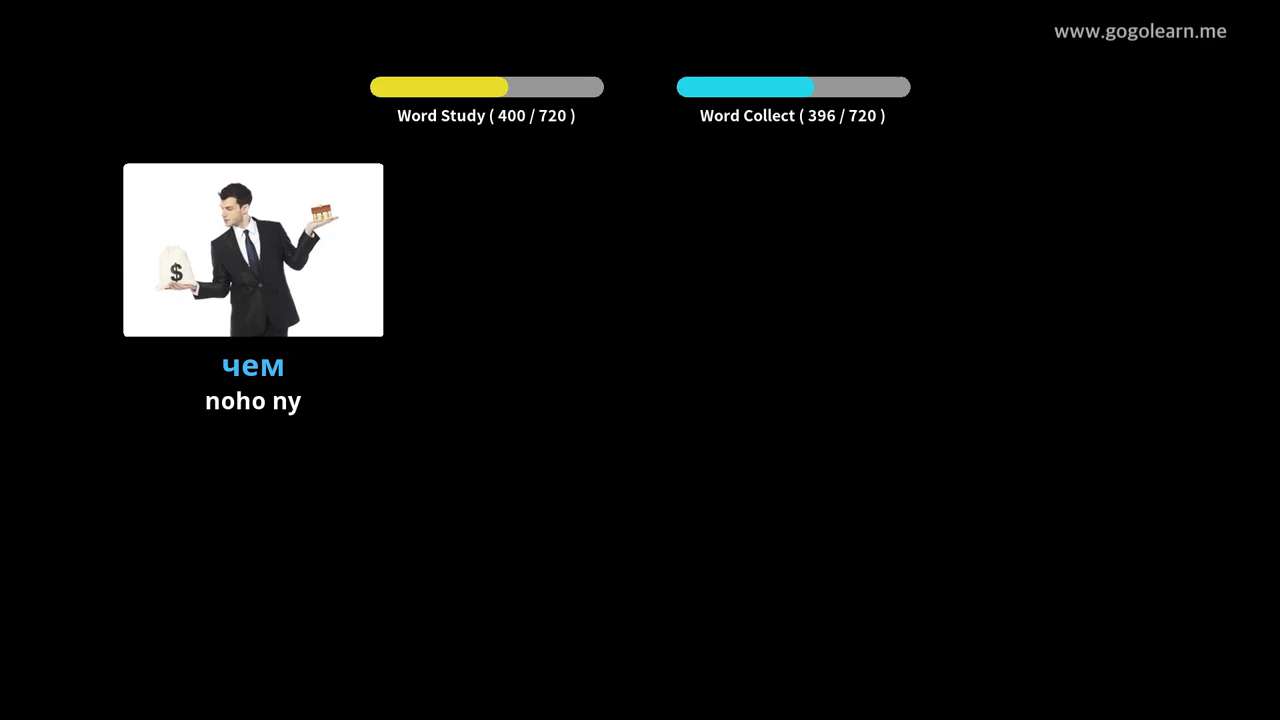 www.gogolearn.me
Word Study ( 400 / 720 )
Word Collect ( 396 / 720 )
$
чем
noho ny